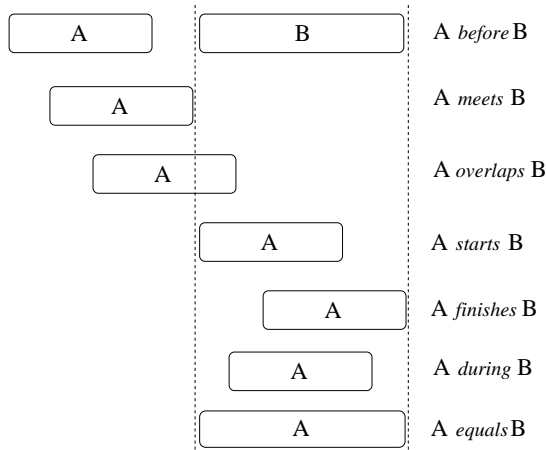 A B A before B
A A meets B
A A overlaps B
A A starts B
A A finishes B
A A during B
A A equals B